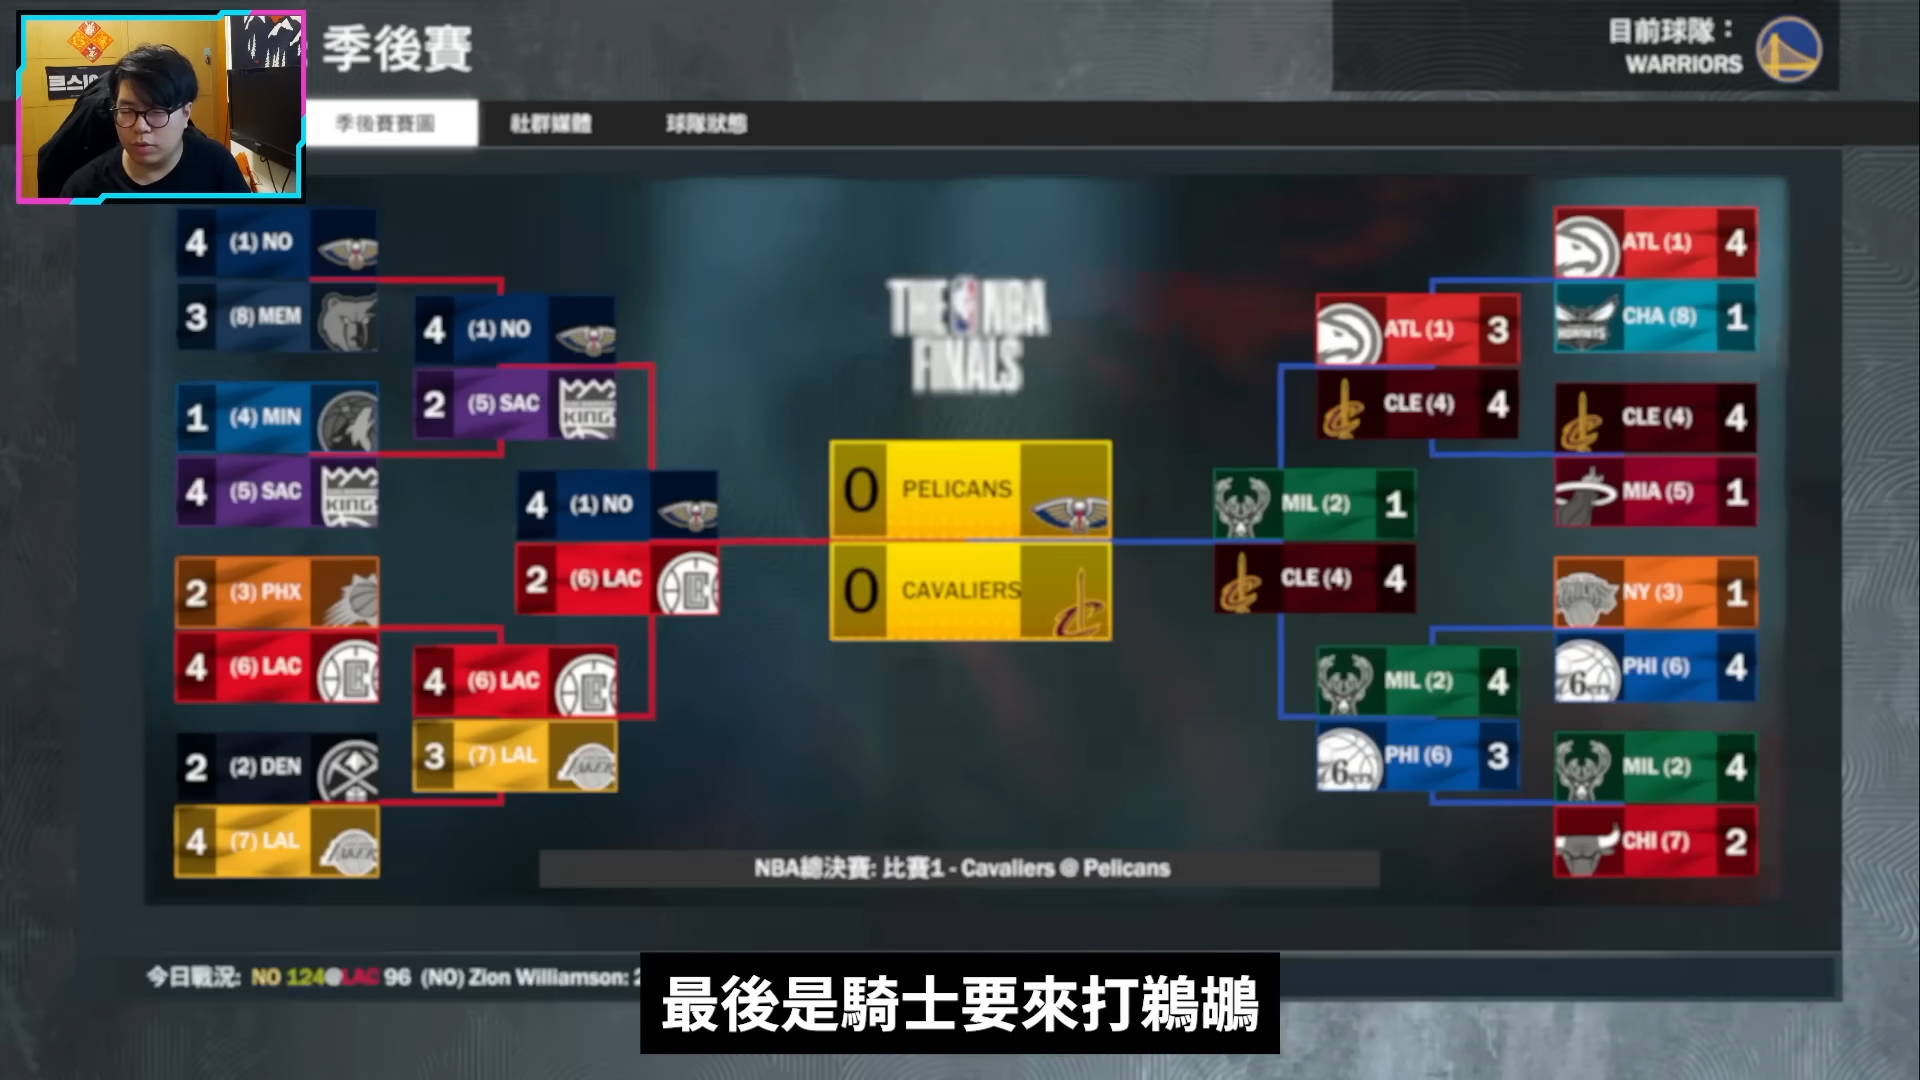 季後賽
目前球隊：
WARRIORS
季後賽賽圖
社群媒體
球隊狀態
4 (1) NO
3 (8) MEM
1 (4) MIN
4 (5) SAC
2 (3) PHX
4 (6) LAC
2 (2) DEN
4 (7) LAL
4 (1) NO
2 (5) SAC
4 (6) LAC
3 (7) LAL
4 (1) NO
2 (6) LAC
THE NBA
FINALS
0 PELICANS
0 CAVALIERS
MIL (2) 1
CLE (4) 4
ATL (1) 3
CLE (4) 4
MIL (2) 4
PHI (6) 3
ATL (1) 4
CHA (8) 1
CLE (4) 4
MIA (5) 1
NY (3) 1
PHI (6) 4
MIL (2) 4
CHI (7) 2
NBA總決賽: 比賽1 - Cavaliers @ Pelicans
今日戰況: NO 124@LAC 96 (NO) Zion Williamson:
最後是騎士要來打鵜鶘